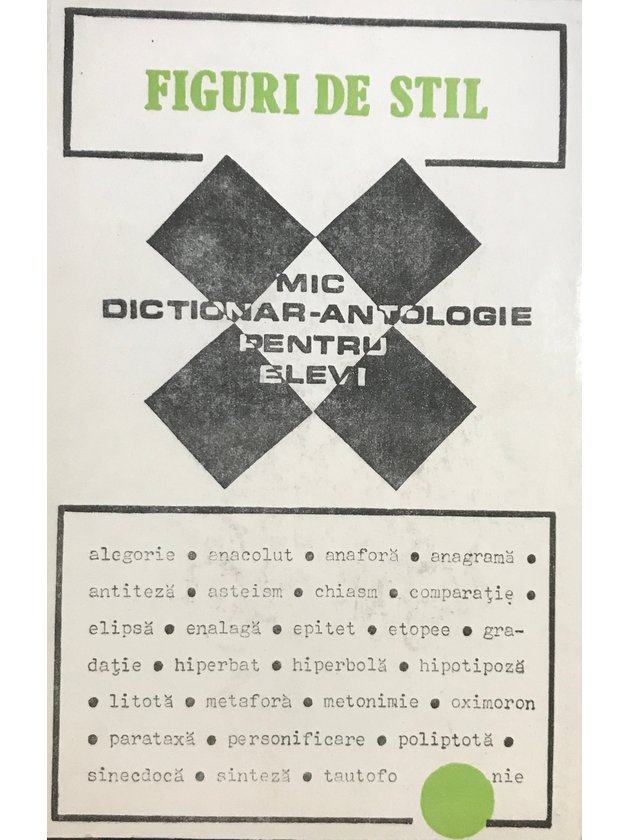 FIGURI DE STIL
MIC
DICTIONAR-ANTOLOGIE
PENTRU
ELEVI
alegorie ● anacolut ● anaforă ● anagramă ●
antiteză ● asteism ● chiasm ● comparaţie ●
elipsă ● enalagă ● epitet ● etopee ● gra-
daţie ● hiperbat ● hiperbolă ● hipotipoză
● litotă ● metaforă ● metonimie ● oximoron
● parataxă ● personificare ● poliptotă ●
sinecdocă ● sinteză ● tautofo nie